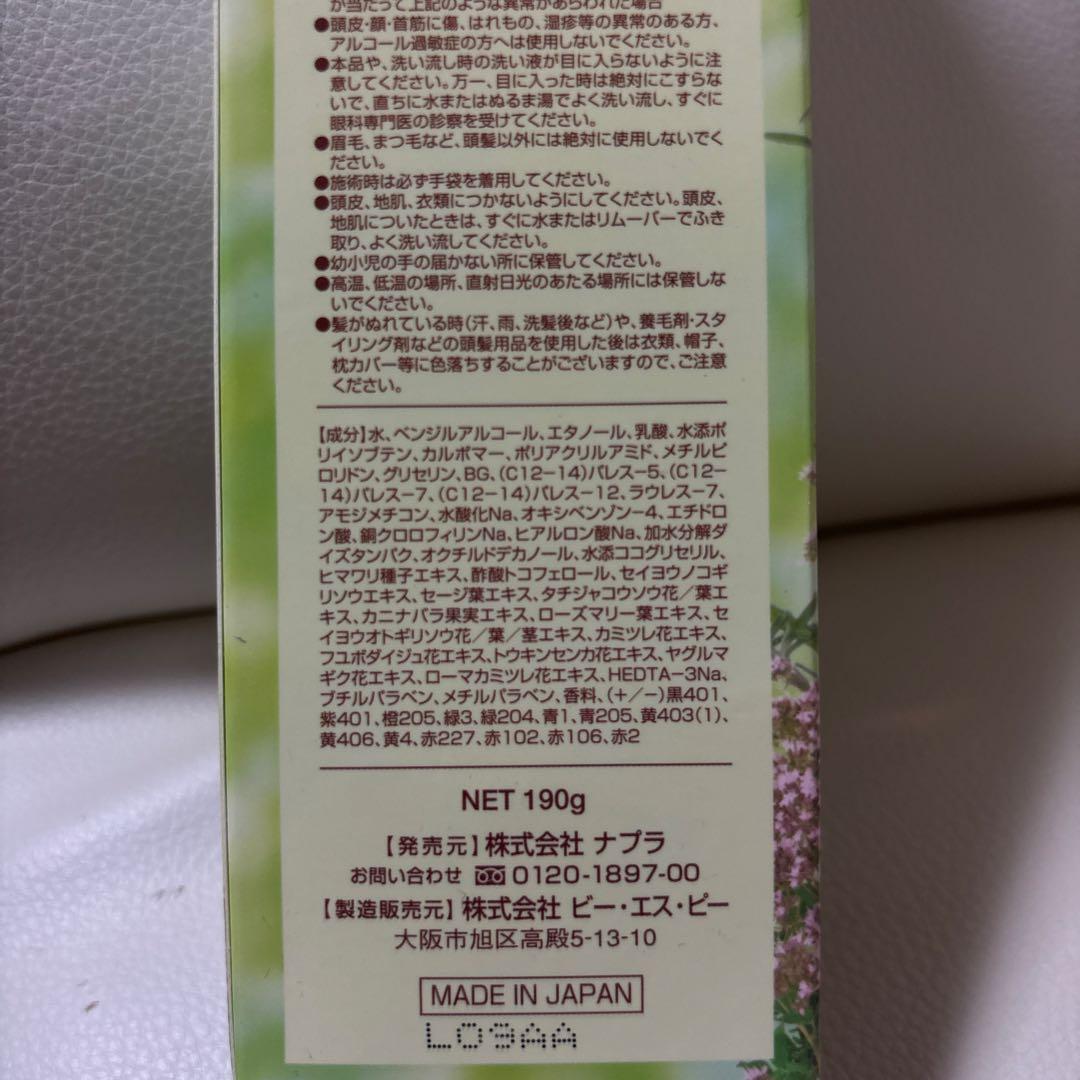 が当たって上記のような異常があらわれた場合
●頭皮・顔・首筋に傷、はれもの、湿疹等の異常のある方、
アルコール過敏症の方へは使用しないでください。
●本品や、洗い流し時の洗い液が目に入らないように注
意してください。万一、目に入った時は絶対にこすらな
いで、直ちに水またはぬるま湯でよく洗い流し、すぐに
眼科専門医の診察を受けてください。
●眉毛、まつ毛など、頭髪以外には絶対に使用しないでく
ださい。
●施術時は必ず手袋を着用してください。
●頭皮、地肌、衣類につかないようにしてください。頭皮、
地肌についたときは、すぐに水またはリムーバーでふき
取り、よく洗い流してください。
●幼小児の手の届かない所に保管してください。
●高温、低温の場所、直射日光のあたる場所には保管しな
いでください。
●髪がぬれている時(汗、雨、洗髪後など)や、養毛剤・スタ
イリング剤などの頭髪用品を使用した後は衣類、帽子、
枕カバー等に色落ちすることがございますので、ご注意
ください。
【成分】水、ベンジルアルコール、エタノール、乳酸、水添ポ
リイソブテン、カルボマー、ポリアクリルアミド、メチルピ
ロリドン、グリセリン、BG、(C12-14)パレス-5、(C12-
14)パレス-7、(C12-14)パレス-12、ラウレス-7、
アモジメチコン、水酸化Na、オキシベンゾン-4、エチドロ
ン酸、銅クロロフィリンNa、ヒアルロン酸Na、加水分解ダ
イズタンパク、オクチルドデカノール、水添ココグリセリル、
ヒマワリ種子エキス、酢酸トコフェロール、セイヨウノコギ
リソウエキス、セージ葉エキス、タチジャコウソウ花/葉エ
キス、カニナバラ果実エキス、ローズマリー葉エキス、セ
イヨウオトギリソウ花/葉/茎エキス、カミツレ花エキス、
フユボダイジュ花エキス、トウキンセンカ花エキス、ヤグルマ
ギク花エキス、ローマカミツレ花エキス、HEDTA-3Na、
ブチルパラベン、メチルパラベン、香料、(+/-)黒401、
紫401、橙205、緑3、緑204、青1、青205、黄403(1)、
黄406、黄4、赤227、赤102、赤106、赤2
NET 190g
【発売元】株式会社 ナプラ
お問い合わせ 0120-1897-00
【製造販売元】株式会社 ビー・エス・ピー
大阪市旭区高殿5-13-10
MADE IN JAPAN
LO9AA